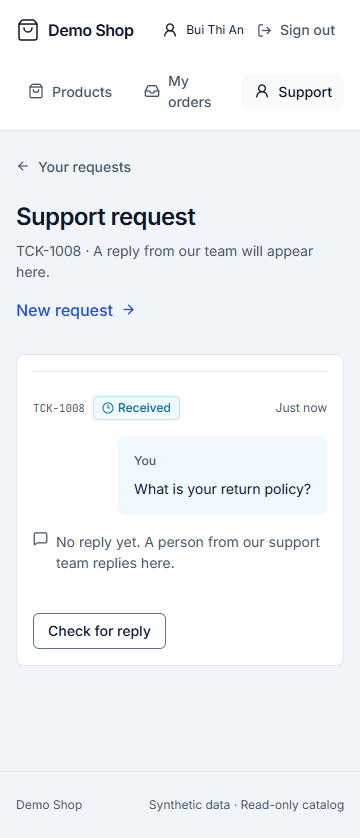 Demo Shop
Bui Thi An
Sign out
Products
My
orders
Support
Your requests
Support request
TCK-1008 · A reply from our team will appear
here.
New request
TCK-1008
Received
Just now
You
What is your return policy?
No reply yet. A person from our support
team replies here.
Check for reply
Demo Shop
Synthetic data · Read-only catalog